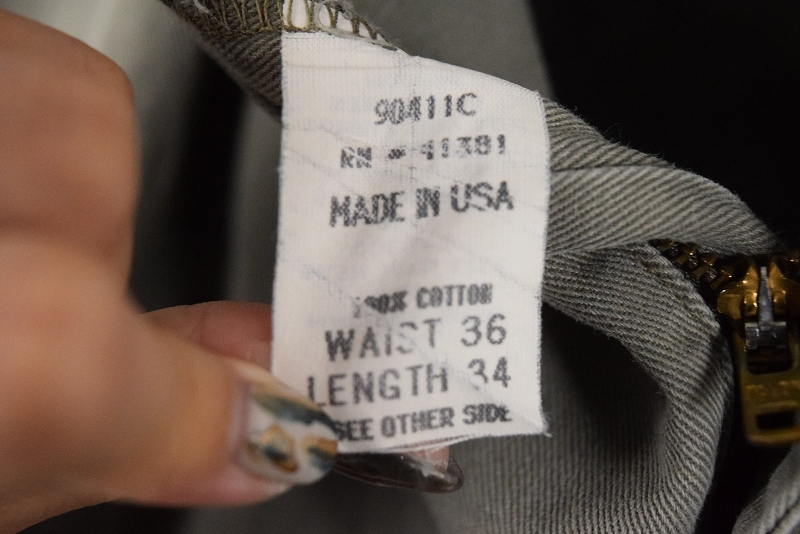 90411C
RN # 41381
MADE IN USA
100% COTTON
WAIST 36
LENGTH 34
SEE OTHER SIDE